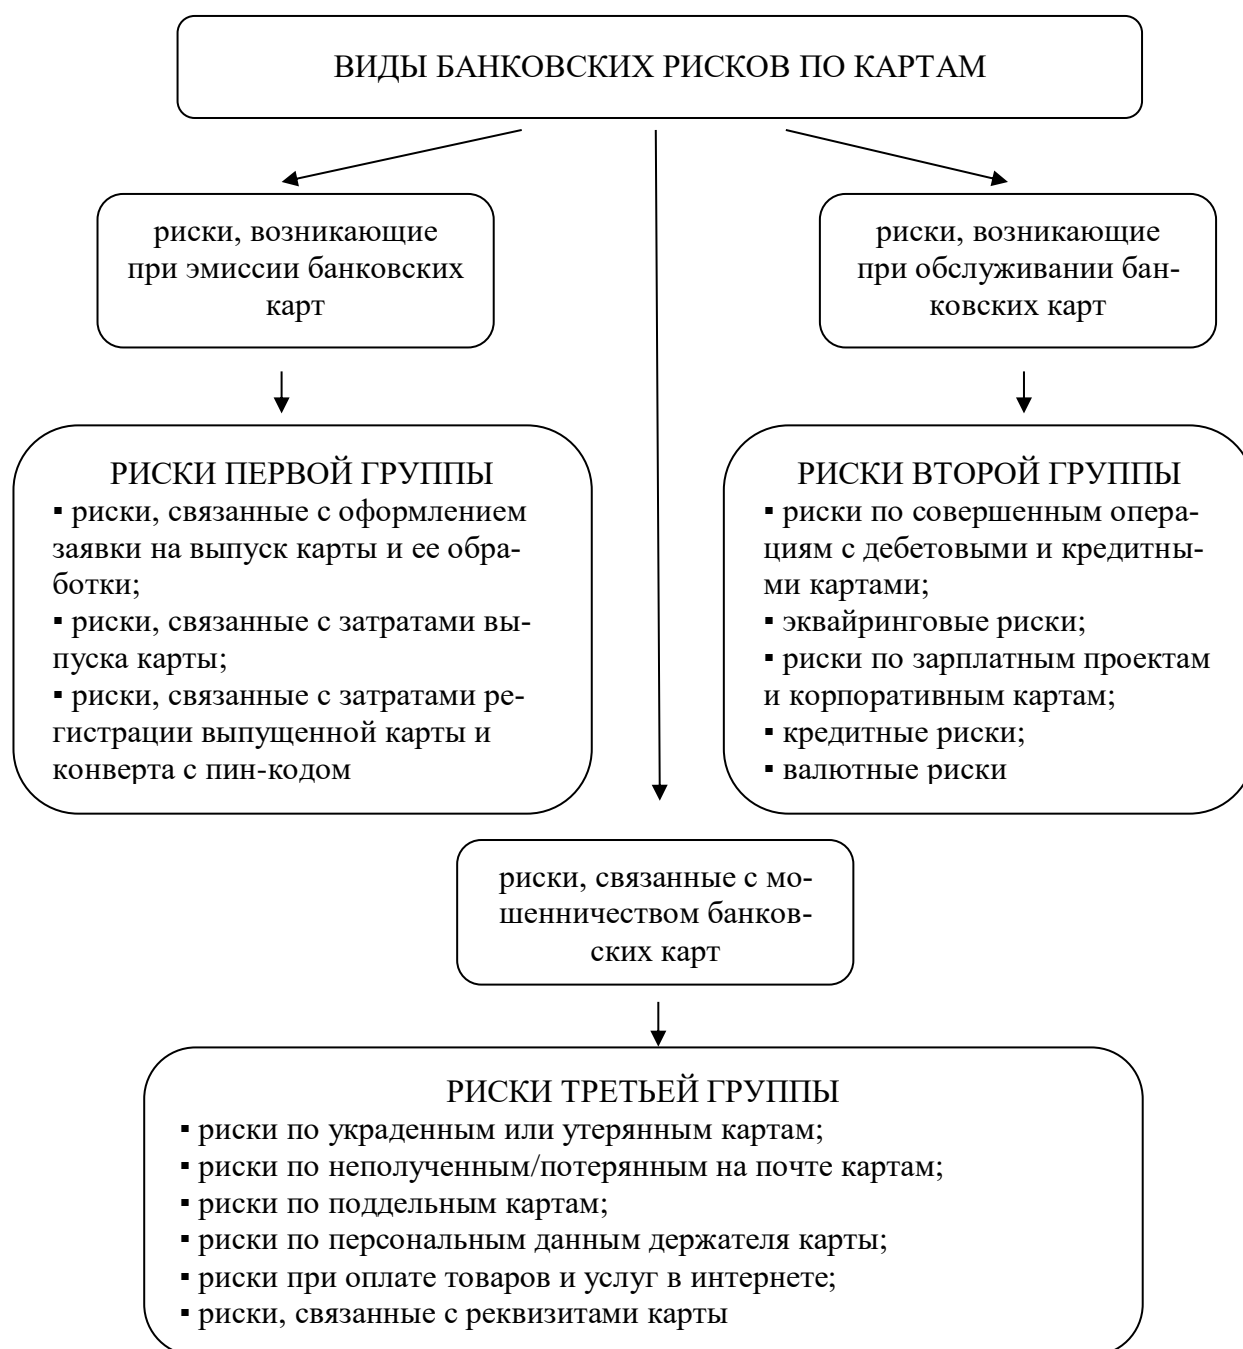 ВИДЫ БАНКОВСКИХ РИСКОВ ПО КАРТАМ
риски, возникающие
при эмиссии банковских
карт
риски, возникающие
при обслуживании бан-
ковских карт
РИСКИ ПЕРВОЙ ГРУППЫ
▪ риски, связанные с оформлением
заявки на выпуск карты и ее обра-
ботки;
▪ риски, связанные с затратами вы-
пуска карты;
▪ риски, связанные с затратами ре-
гистрации выпущенной карты и
конверта с пин-кодом
РИСКИ ВТОРОЙ ГРУППЫ
▪ риски по совершенным опера-
циям с дебетовыми и кредитны-
ми картами;
▪ эквайринговые риски;
▪ риски по зарплатным проектам
и корпоративным картам;
▪ кредитные риски;
▪ валютные риски
риски, связанные с мо-
шенничеством банков-
ских карт
РИСКИ ТРЕТЬЕЙ ГРУППЫ
▪ риски по украденным или утерянным картам;
▪ риски по неполученным/потерянным на почте картам;
▪ риски по поддельным картам;
▪ риски по персональным данным держателя карты;
▪ риски при оплате товаров и услуг в интернете;
▪ риски, связанные с реквизитами карты